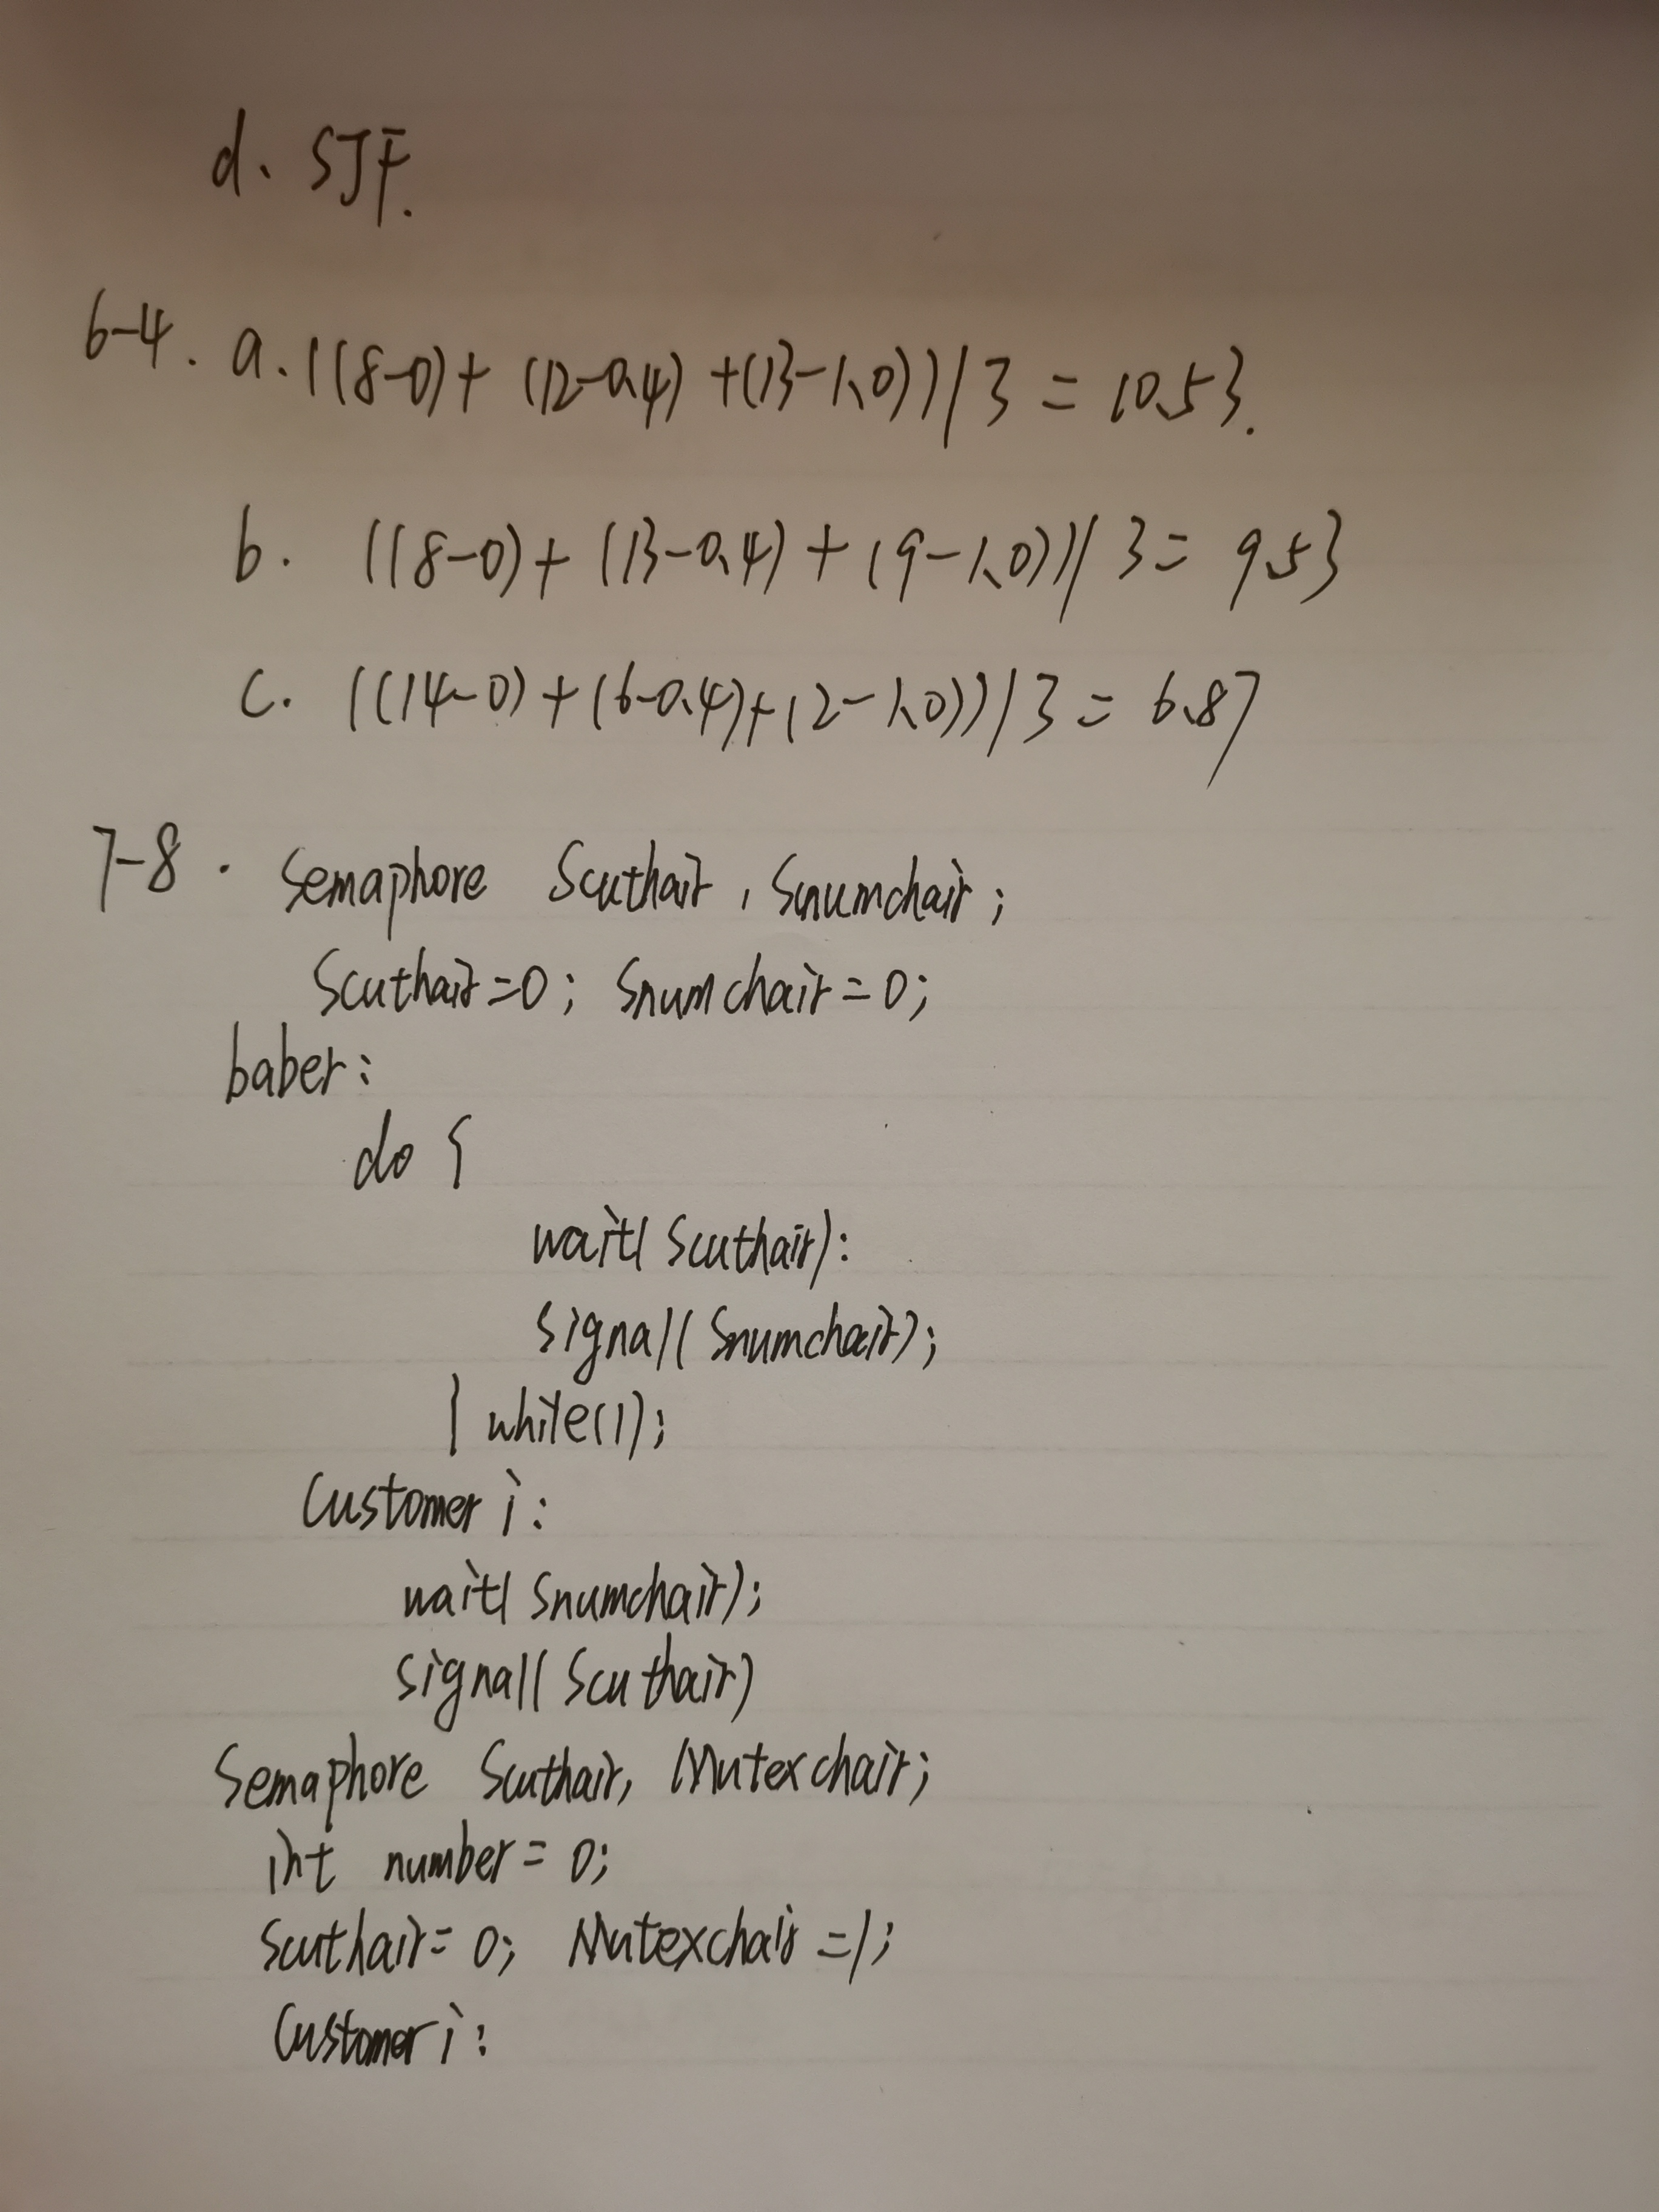 d、SJF.
6-4. a. ((8-0)+(12-0.4)+(13-1.0))/3=10.53.
b. ((8-0)+(13-0.4)+(9-1.0))/3=9.53
c. ((14-0)+(6-0.4)+(2-1.0))/3=6.87
7-8. Semaphore Scuthair, Snumchair;
Scuthair=0; Snumchair=0;
baber:
do {
wait(Scuthair):
signal(Snumchair);
} while(1);
Customer i:
wait(Snumchair);
signal(Scuthair)
Semaphore Scuthair, Mutexchair;
int number=0;
Scuthair=0; Mutexchair=1;
Customer i: